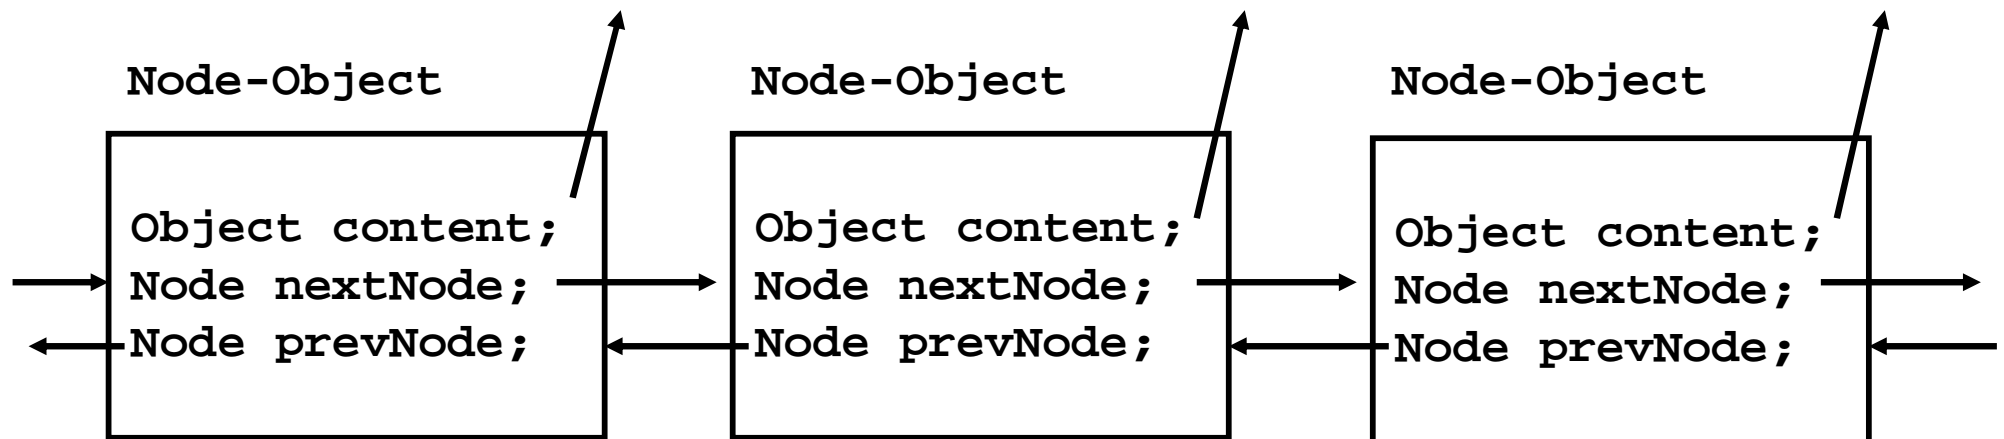 Node-Object
Object content;
Node nextNode;
Node prevNode;
Node-Object
Object content;
Node nextNode;
Node prevNode;
Node-Object
Object content;
Node nextNode;
Node prevNode;